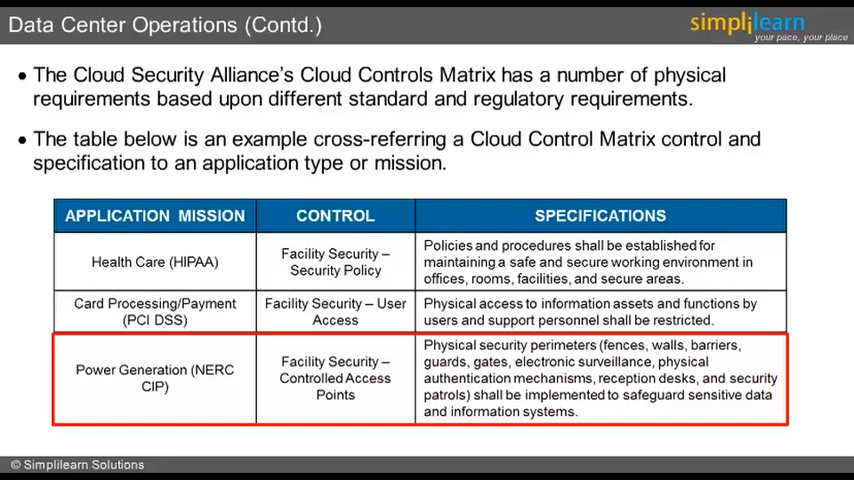 Data Center Operations (Contd.)
simplilearn
your pace, your place
• The Cloud Security Alliance's Cloud Controls Matrix has a number of physical
requirements based upon different standard and regulatory requirements.
• The table below is an example cross-referring a Cloud Control Matrix control and
specification to an application type or mission.
APPLICATION MISSION
CONTROL
SPECIFICATIONS
Health Care (HIPAA)
Facility Security –
Security Policy
Policies and procedures shall be established for
maintaining a safe and secure working environment in
offices, rooms, facilities, and secure areas.
Card Processing/Payment
(PCI DSS)
Facility Security – User
Access
Physical access to information assets and functions by
users and support personnel shall be restricted.
Power Generation (NERC
CIP)
Facility Security –
Controlled Access
Points
Physical security perimeters (fences, walls, barriers,
guards, gates, electronic surveillance, physical
authentication mechanisms, reception desks, and security
patrols) shall be implemented to safeguard sensitive data
and information systems.
© Simplilearn Solutions